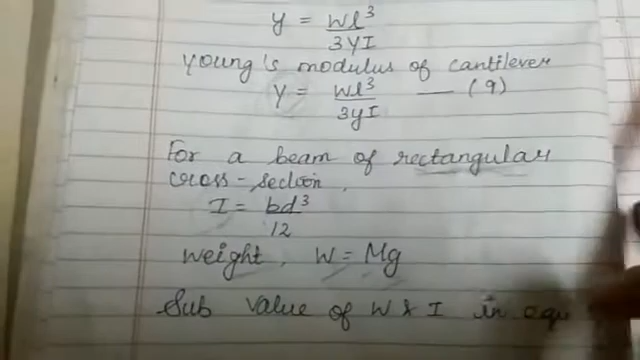 y = Wl³/3YI
Young's modulus of cantilever
Y = Wl³/3yI — (9)
For a beam of rectangular
cross-section,
I = bd³/12
Weight, W = Mg
Sub value of W & I in equ